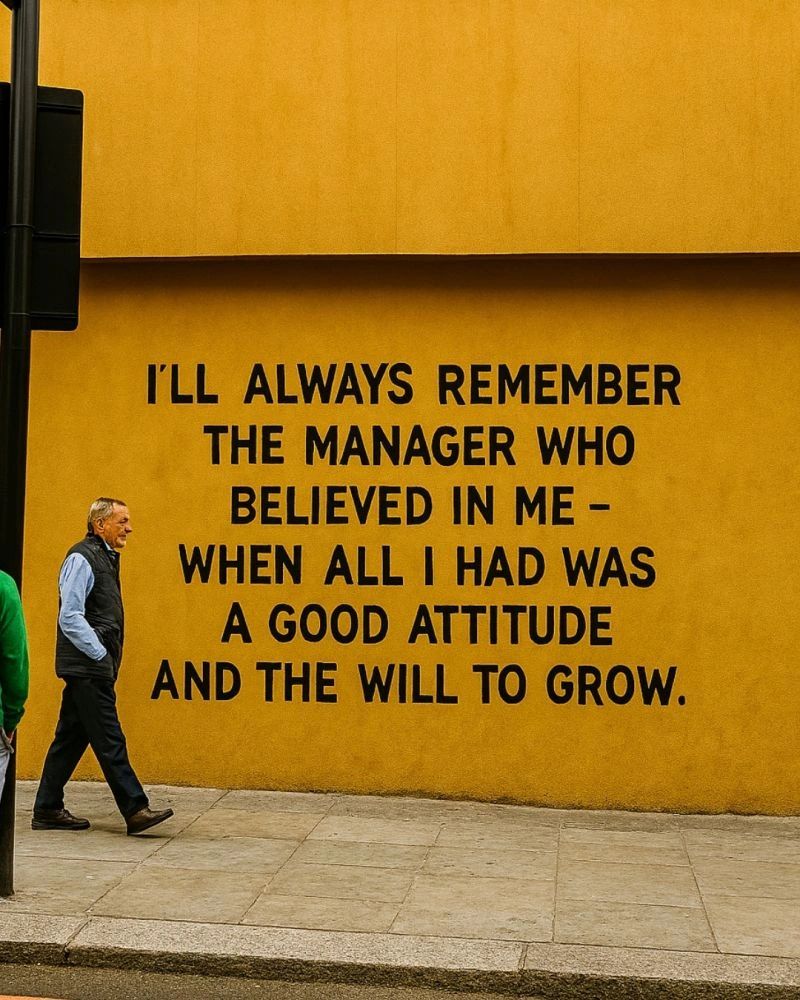 I'LL ALWAYS REMEMBER
THE MANAGER WHO
BELIEVED IN ME –
WHEN ALL I HAD WAS
A GOOD ATTITUDE
AND THE WILL TO GROW.